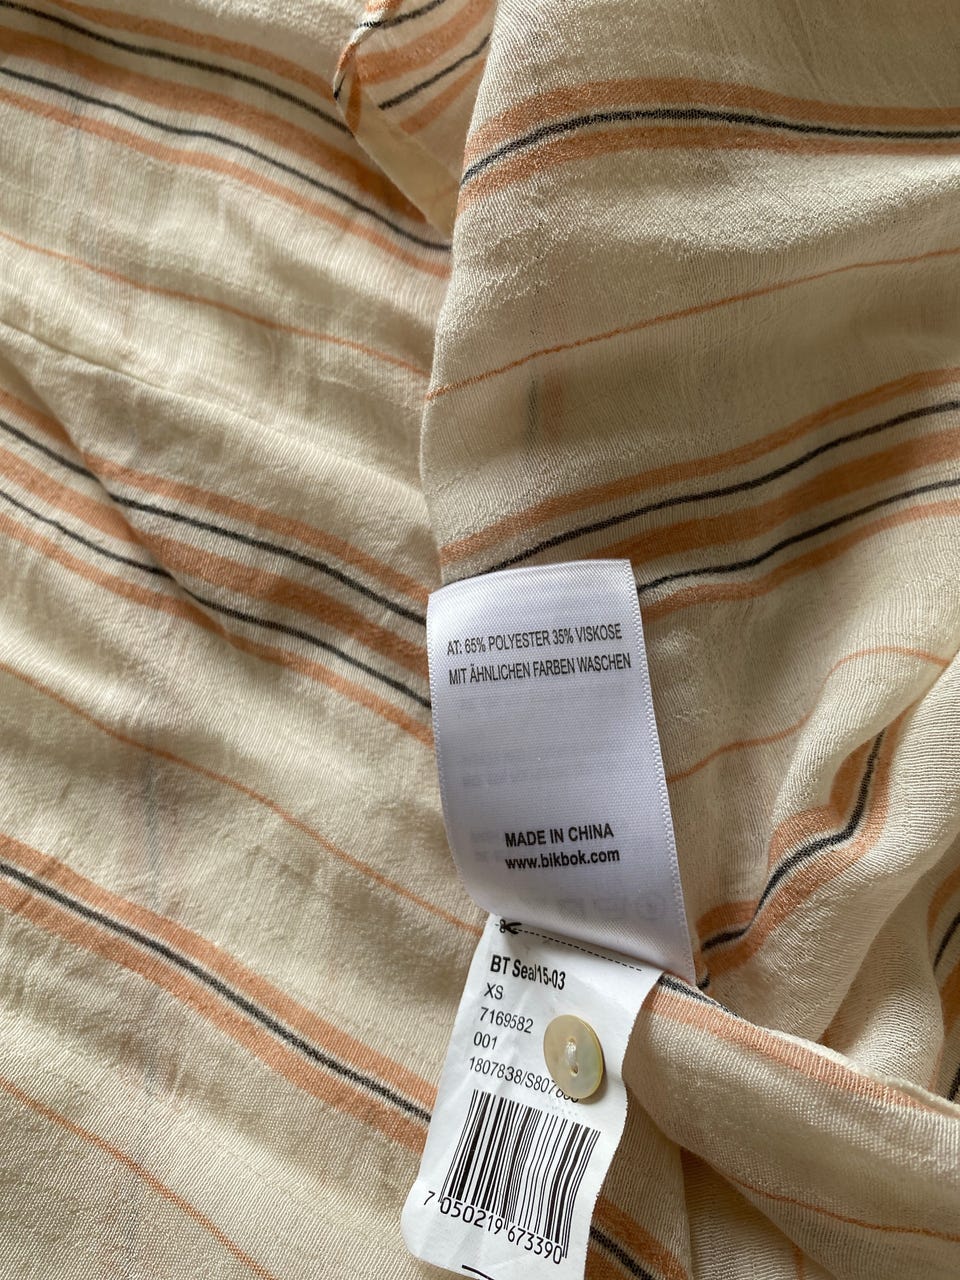 AT: 65% POLYESTER 35% VISKOSE
MIT ÄHNLICHEN FARBEN WASCHEN
MADE IN CHINA
www.bikbok.com
BT Sea/15-03
XS
7169582
001
7 050219 673390